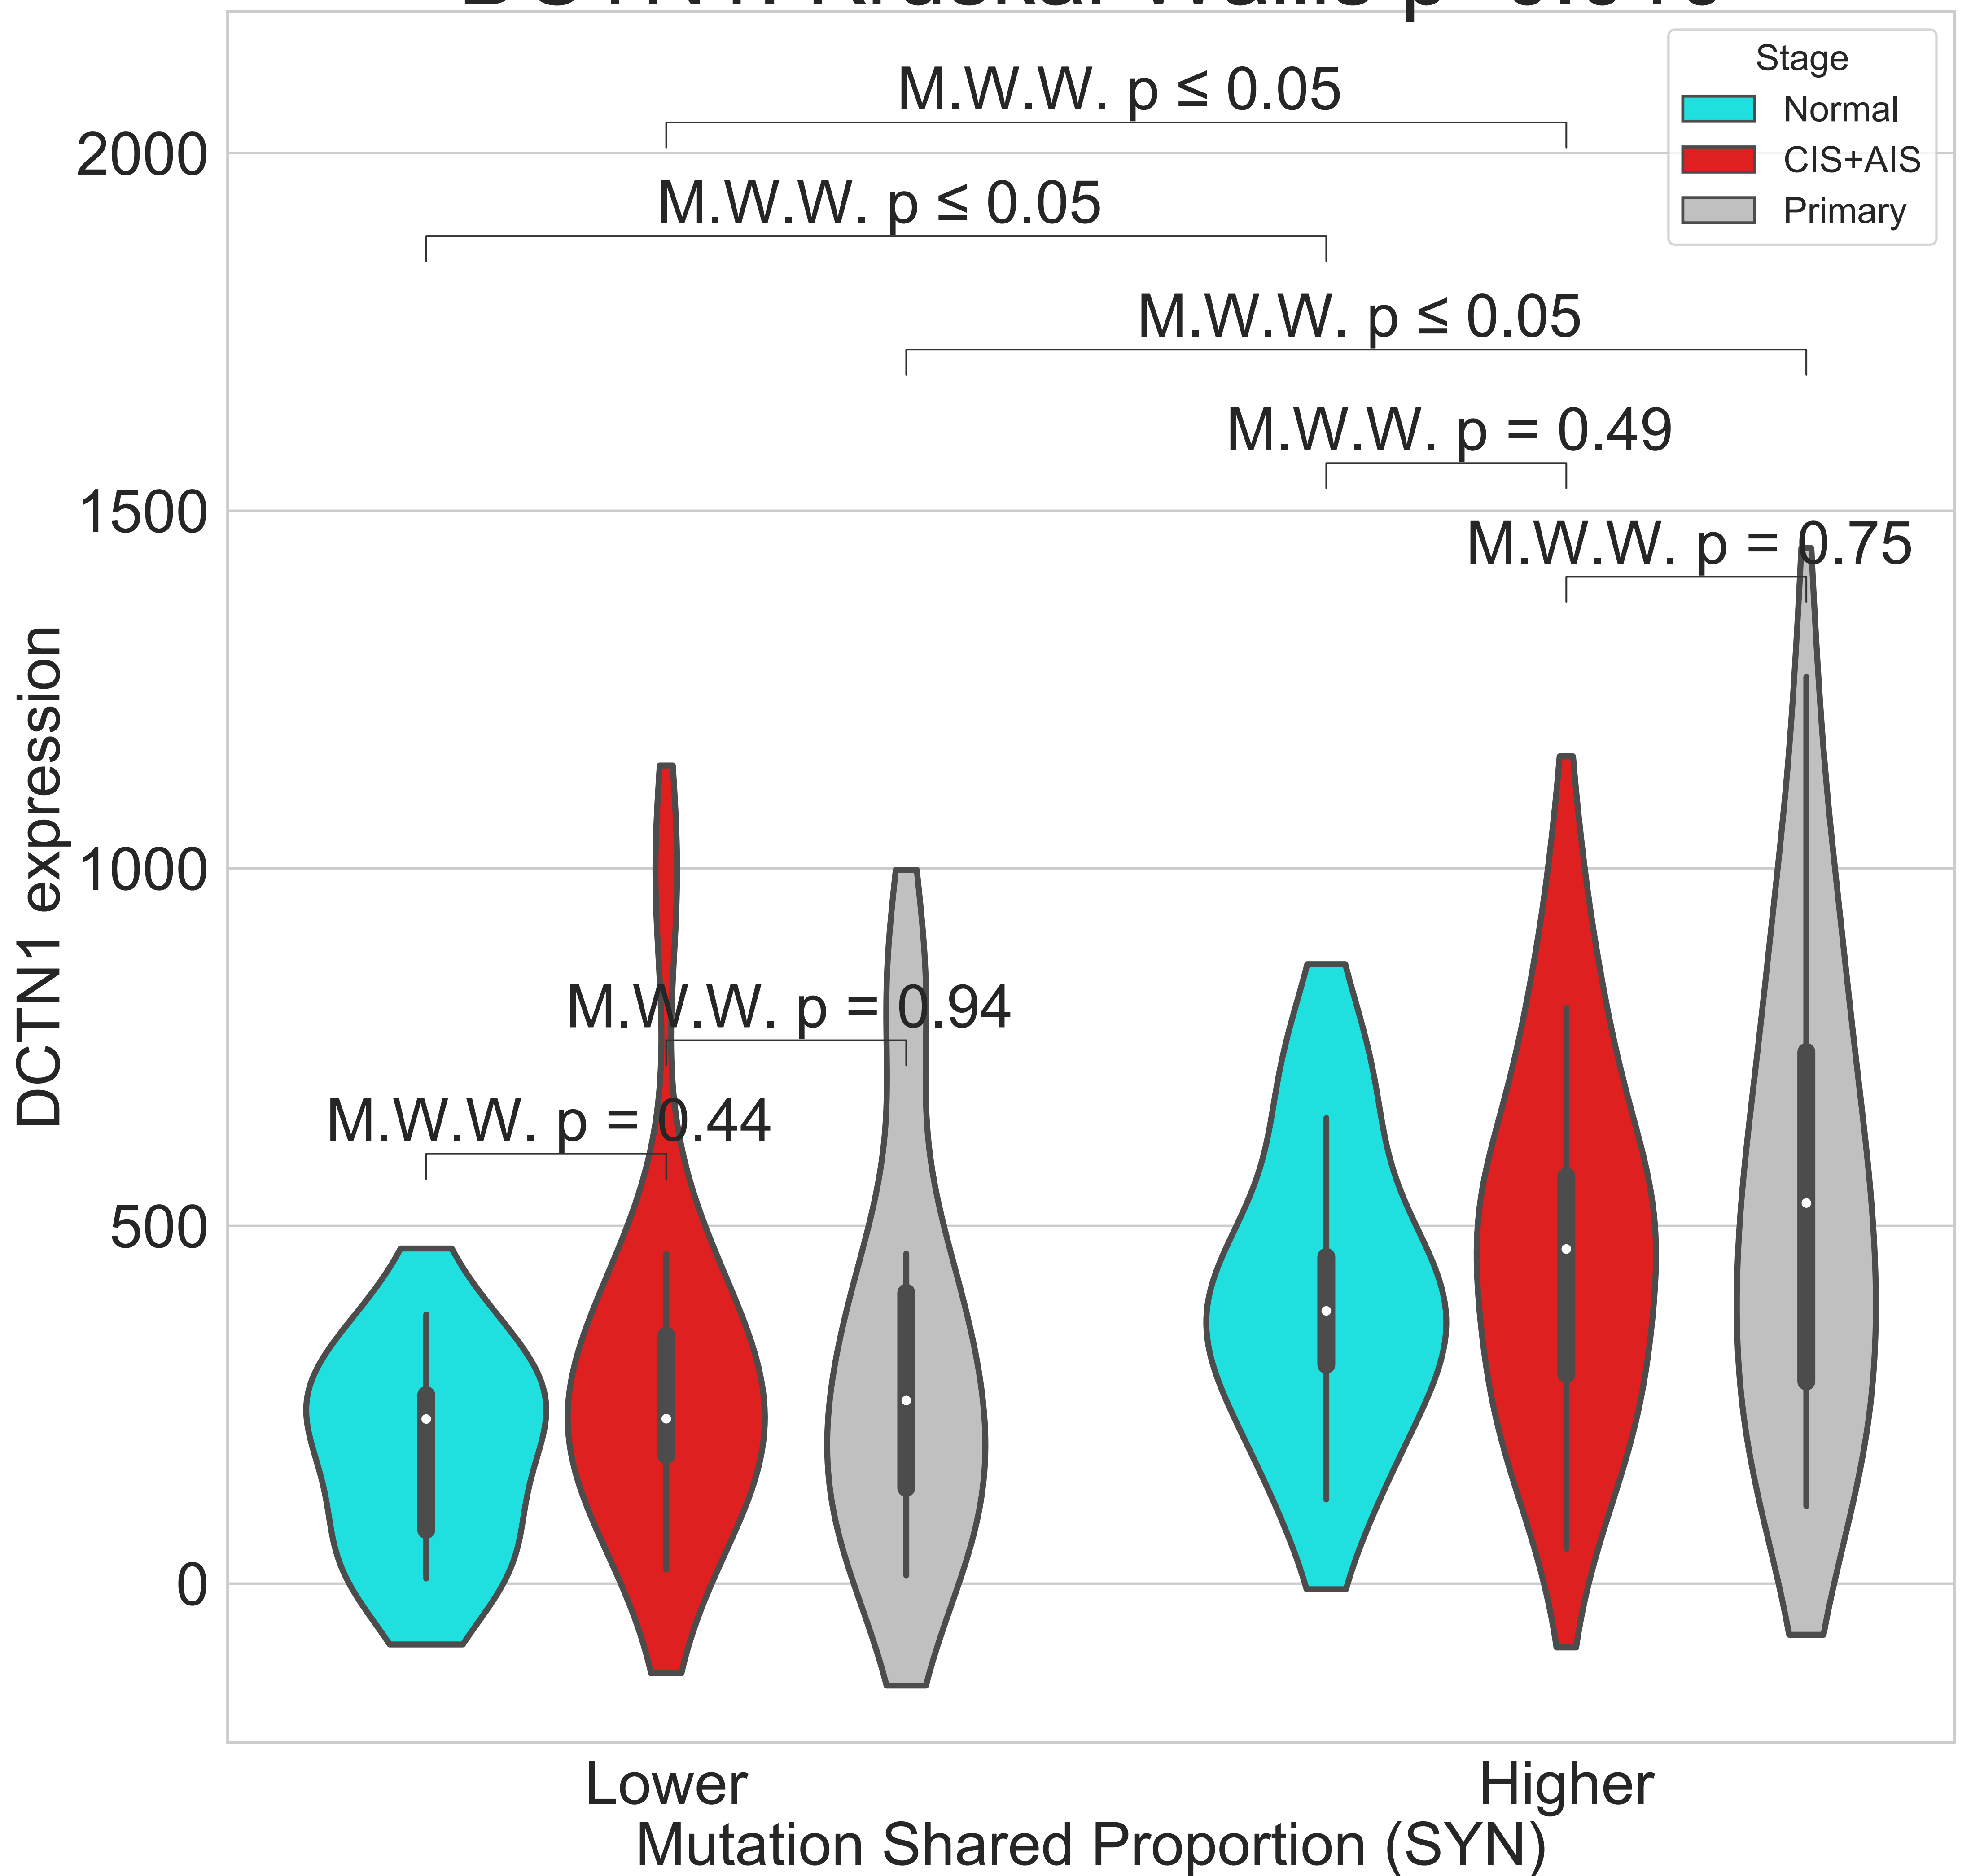 Stage
Normal
CIS+AIS
Primary
M.W.W. p ≤ 0.05
M.W.W. p ≤ 0.05
M.W.W. p ≤ 0.05
M.W.W. p = 0.49
M.W.W. p = 0.75
M.W.W. p = 0.94
M.W.W. p = 0.44
2000
1500
1000
500
0
DCTN1 expression
Lower
Higher
Mutation Shared Proportion (SYN)